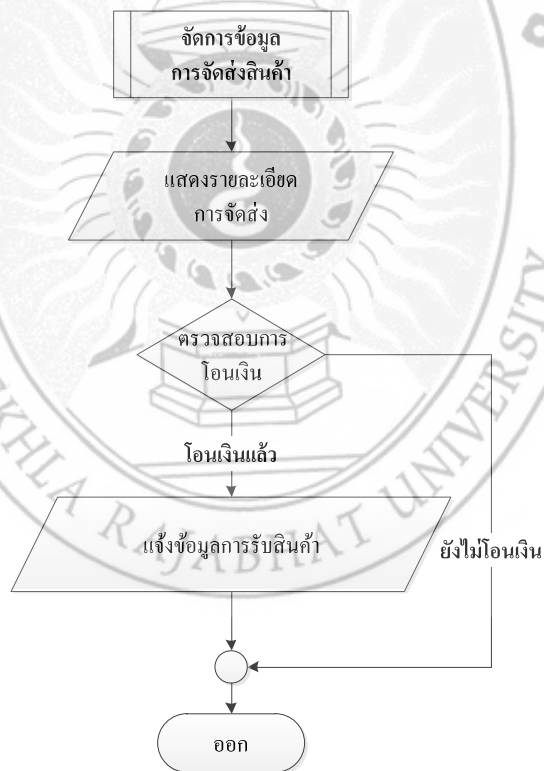 จัดการข้อมูล
การจัดส่งสินค้า
แสดงรายละเอียด
การจัดส่ง
ตรวจสอบการ
โอนเงิน
โอนเงินแล้ว
แจ้งข้อมูลการรับสินค้า
ยังไม่โอนเงิน
ออก
EKHLA RAJABHAT UNIVERSITY